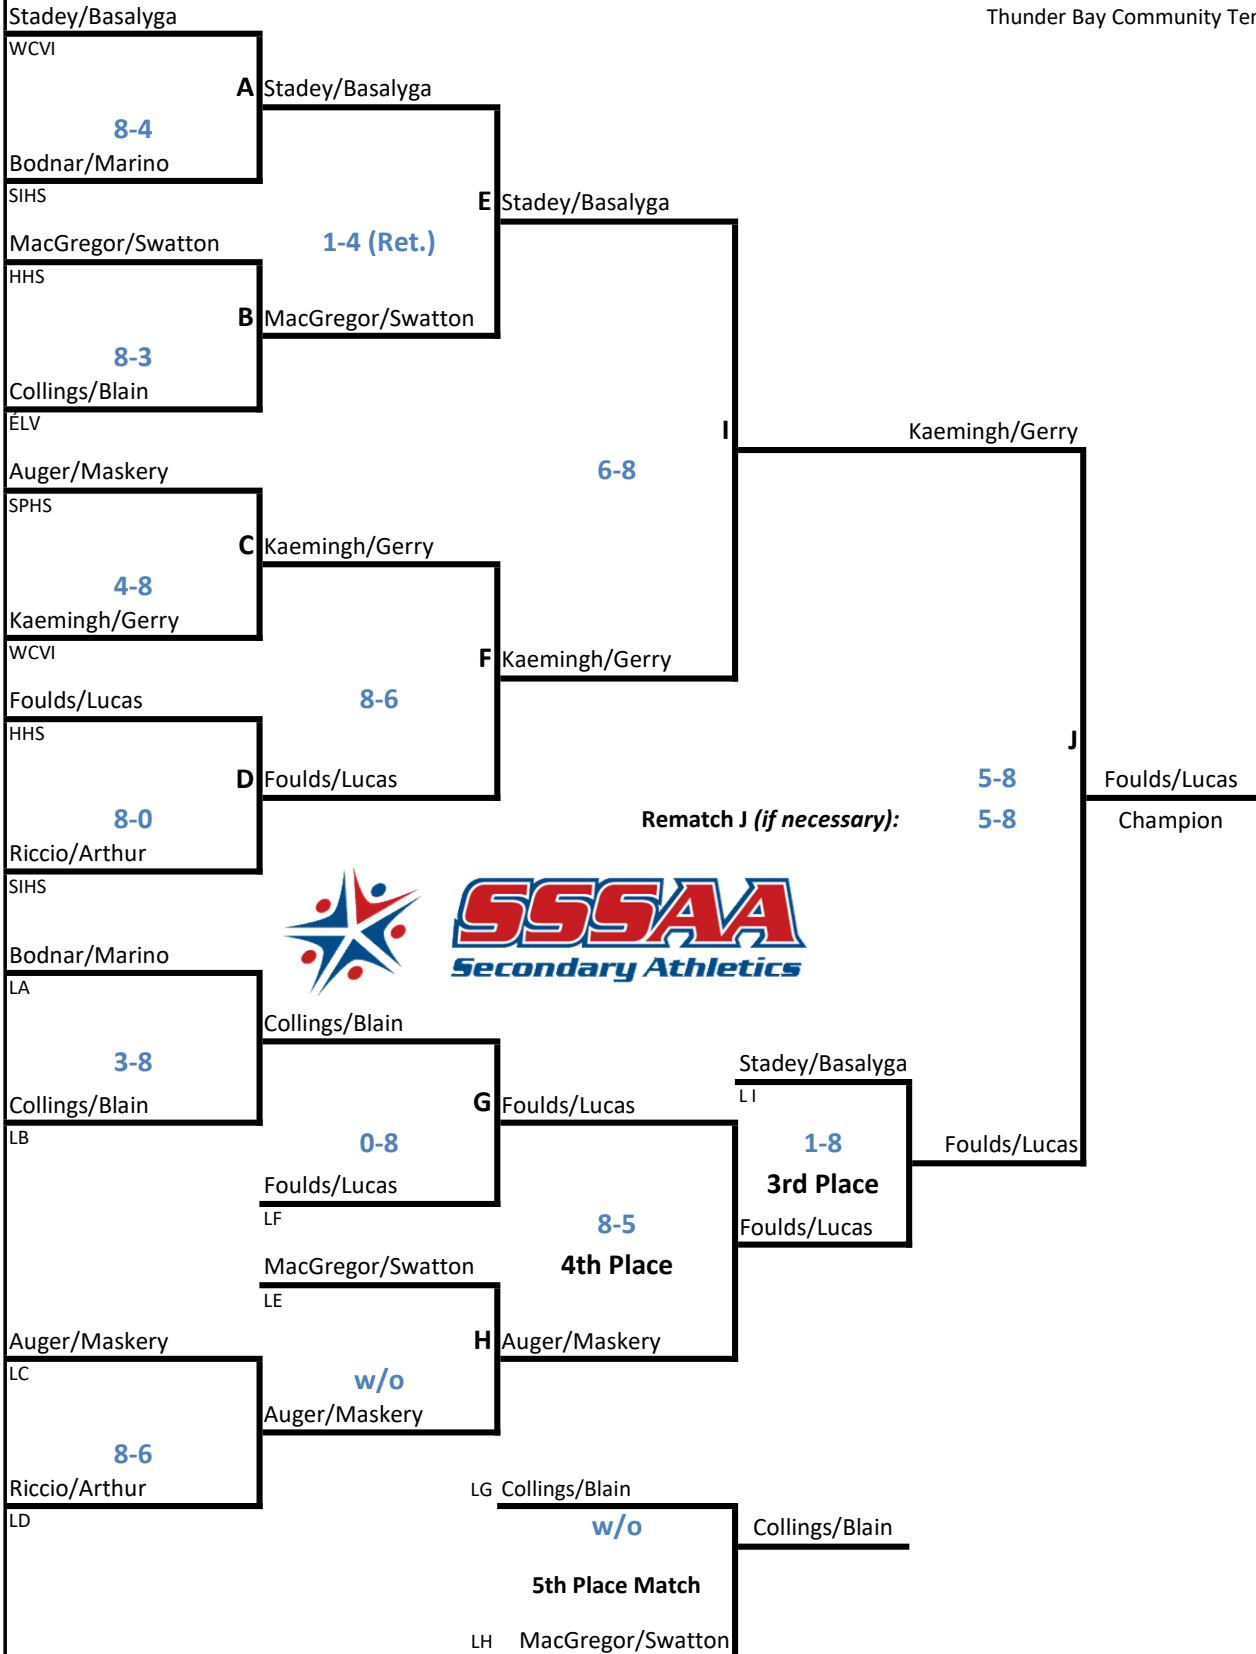 Stadey/Basalyga
Thunder Bay Community Ten
WCVI
A Stadey/Basalyga
8-4
Bodnar/Marino
SIHS
E Stadey/Basalyga
MacGregor/Swatton
1-4 (Ret.)
HHS
B MacGregor/Swatton
8-3
Collings/Blain
ÉLV
I
Kaemingh/Gerry
Auger/Maskery
6-8
SPHS
C Kaemingh/Gerry
4-8
Kaemingh/Gerry
WCVI
F Kaemingh/Gerry
Foulds/Lucas
8-6
HHS
J
D Foulds/Lucas
5-8
Foulds/Lucas
8-0
Rematch J (if necessary):
5-8
Champion
Riccio/Arthur
SIHS
SSSAA
Secondary Athletics
Bodnar/Marino
LA
Collings/Blain
3-8
Stadey/Basalyga
L I
Collings/Blain
G Foulds/Lucas
LB
0-8
1-8
Foulds/Lucas
3rd Place
Foulds/Lucas
LF
8-5
Foulds/Lucas
MacGregor/Swatton
4th Place
LE
Auger/Maskery
H Auger/Maskery
LC
w/o
Auger/Maskery
8-6
Riccio/Arthur
LG Collings/Blain
LD
w/o
Collings/Blain
5th Place Match
LH MacGregor/Swatton